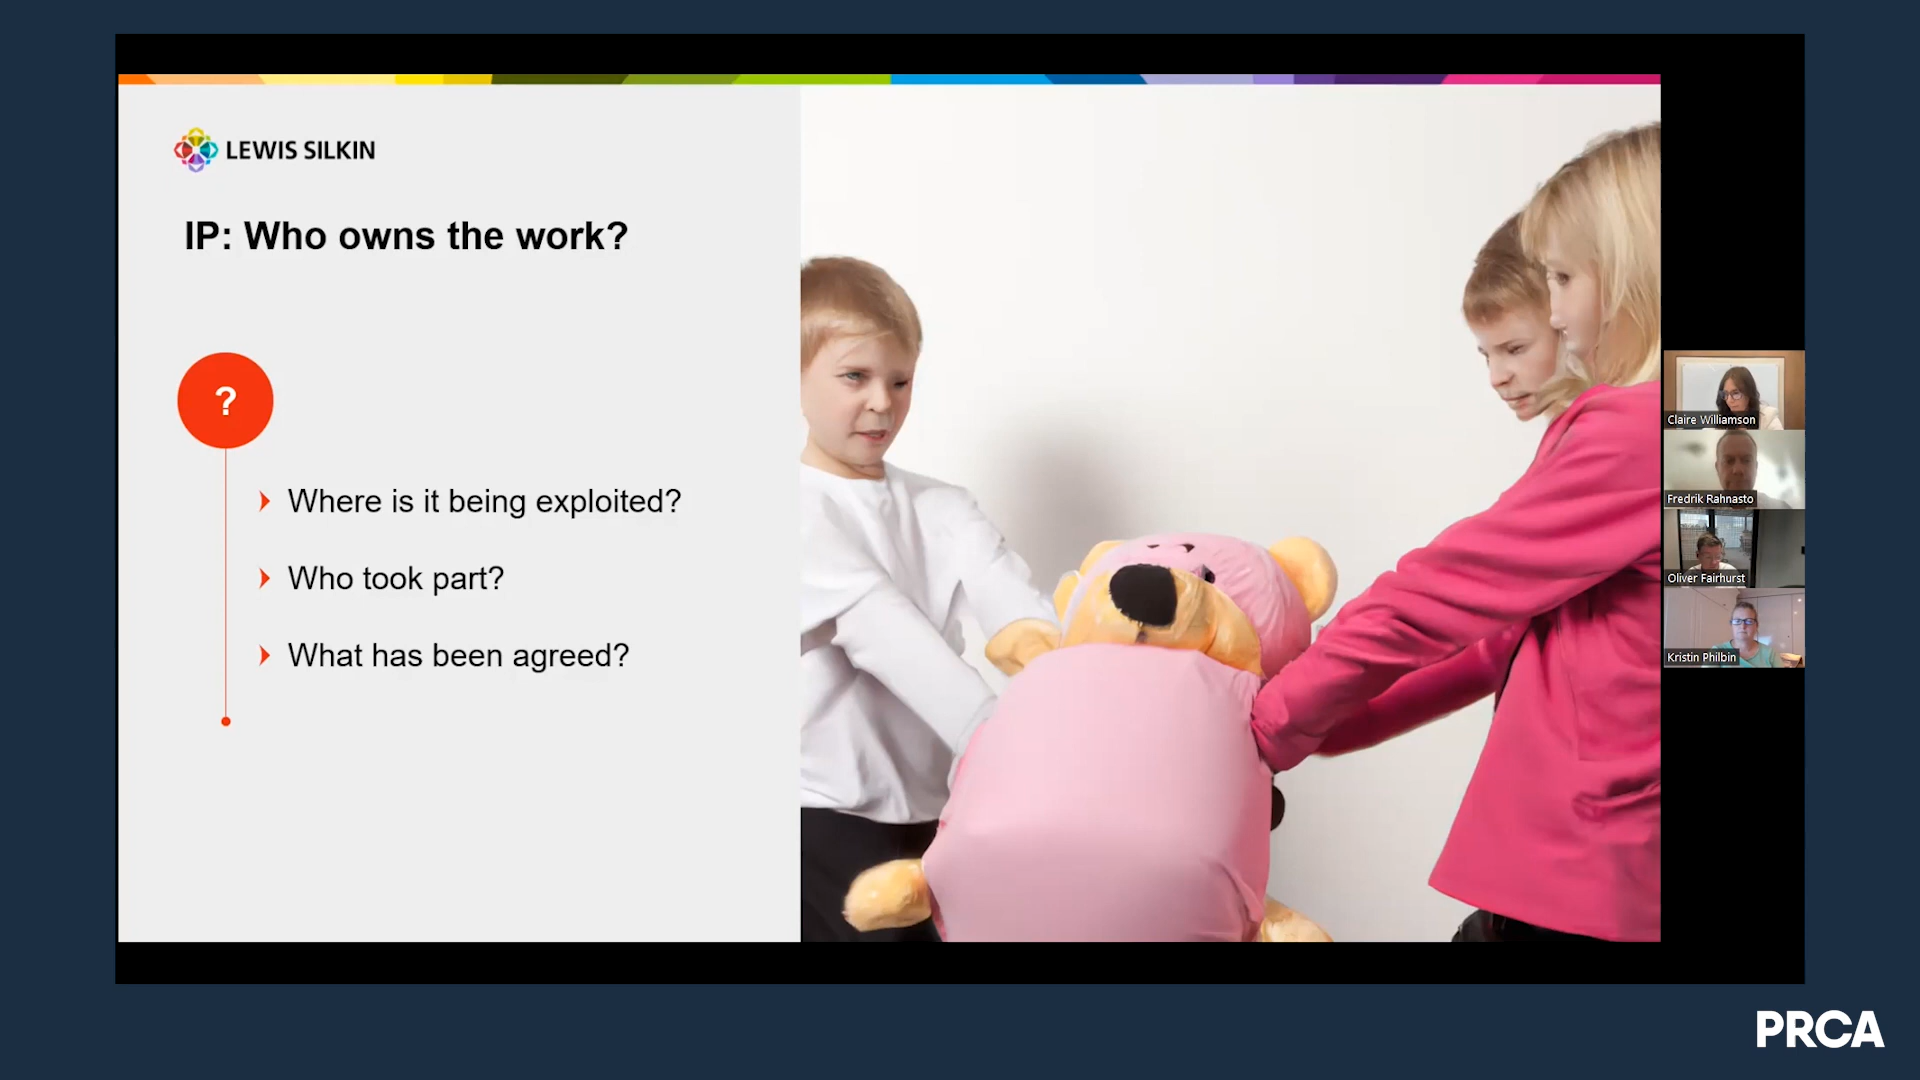 LEWIS SILKIN
IP: Who owns the work?
?
Where is it being exploited?
Who took part?
What has been agreed?
Claire Williamson
Fredrik Rahnasto
Oliver Fairhurst
Kristin Philbin
PRCA